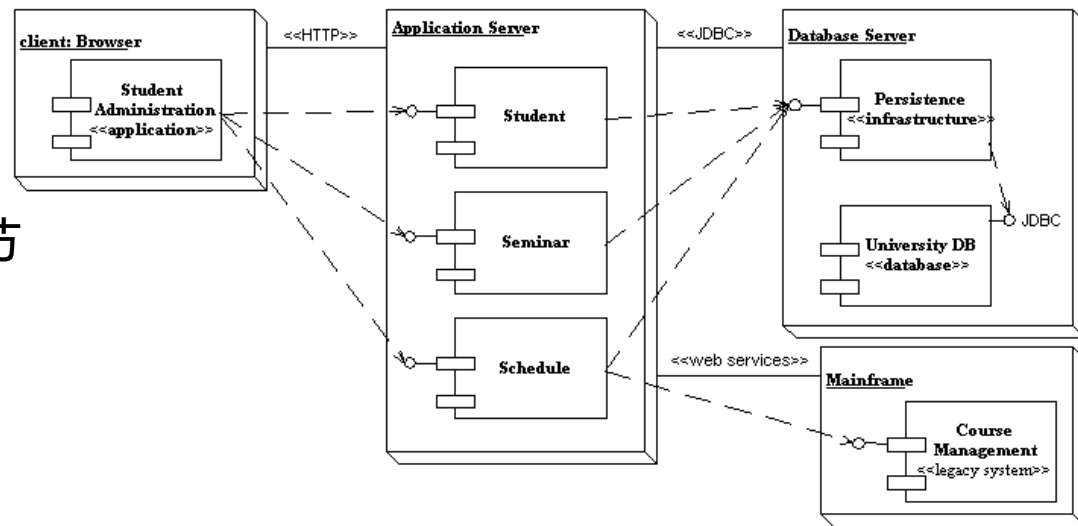 client: Browser
Student
Administration
<<application>>
<<HTTP>>
Application Server
Student
Seminar
Schedule
<<JDBC>>
Database Server
Persistence
<<infrastructure>>
JDBC
University DB
<<database>>
<<web services>>
Mainframe
Course
Management
<<legacy system>>